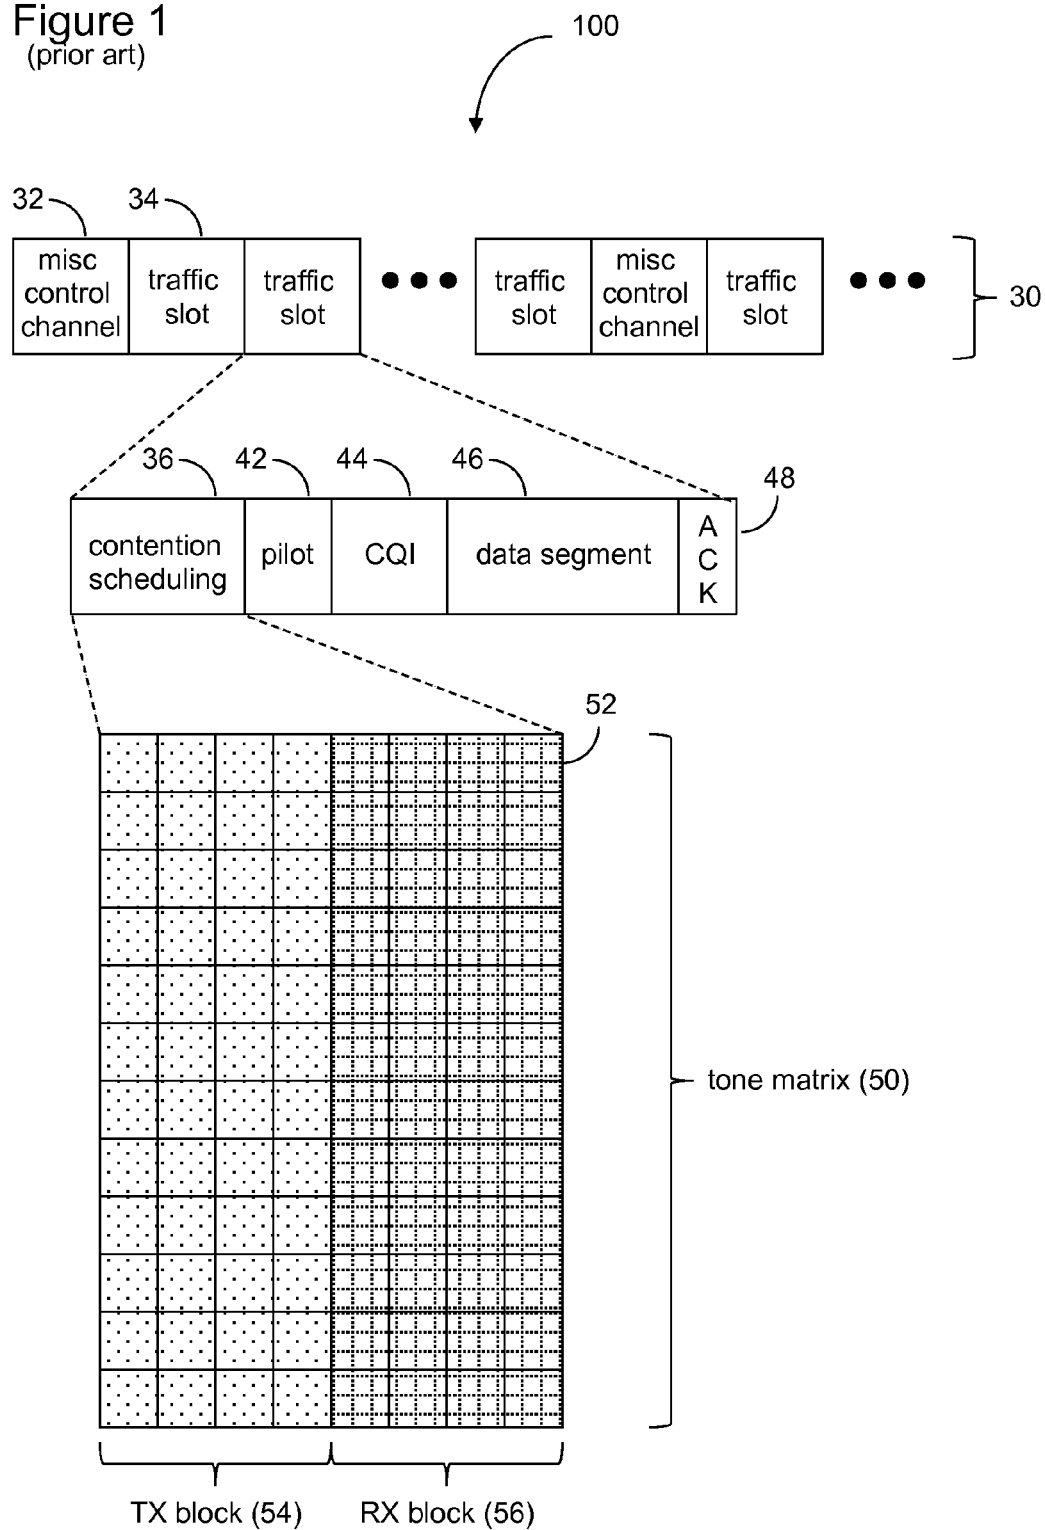 Figure 1
(prior art)
100
32
34
misc
control
channel
traffic
slot
traffic
slot
traffic
slot
misc
control
channel
traffic
slot
30
36
42
44
46
48
contention
scheduling
pilot
CQI
data segment
A
C
K
52
tone matrix (50)
TX block (54)
RX block (56)